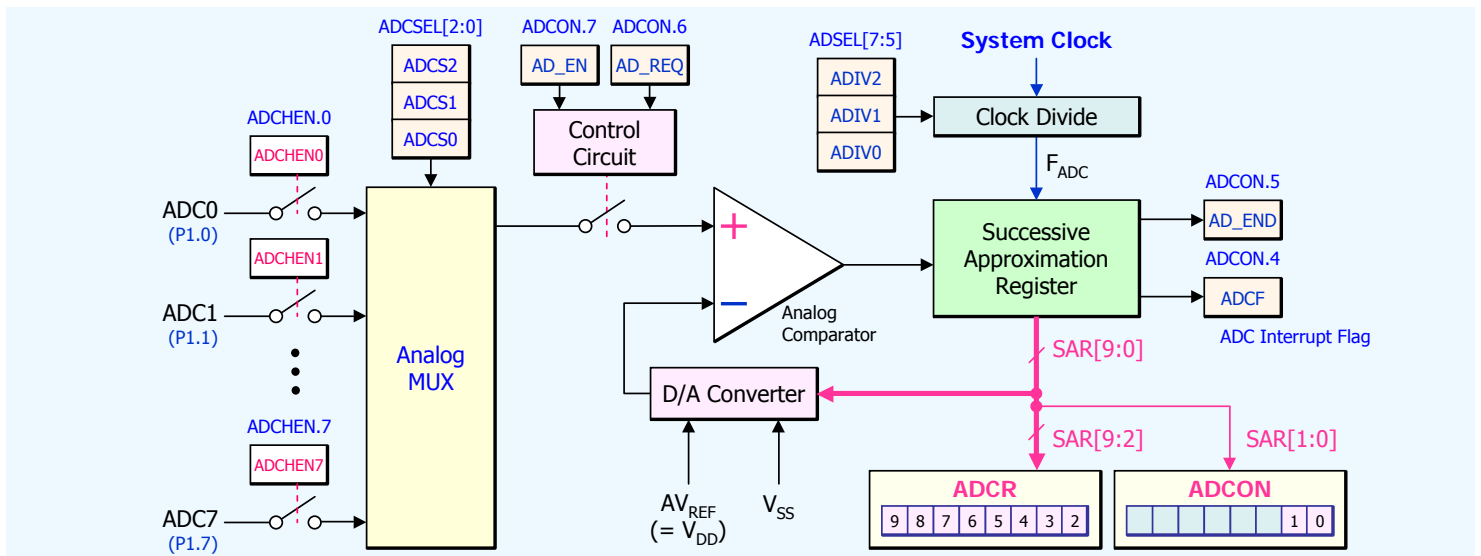 ADCSEL[2:0]
ADCS2
ADCS1
ADCS0
ADCON.7
AD_EN
ADCON.6
AD_REQ
Control
Circuit
ADSEL[7:5]
ADIV2
ADIV1
ADIV0
System Clock
Clock Divide
FADC
ADCHEN.0
ADCHEN0
ADC0
(P1.0)
ADCHEN1
ADC1
(P1.1)
ADCHEN.7
ADCHEN7
ADC7
(P1.7)
Analog
MUX
+
−
Analog
Comparator
Successive
Approximation
Register
ADCON.5
AD_END
ADCON.4
ADCF
ADC Interrupt Flag
SAR[9:0]
D/A Converter
AVREF
(= VDD)
VSS
SAR[9:2]
SAR[1:0]
ADCR
9 8 7 6 5 4 3 2
ADCON
1 0